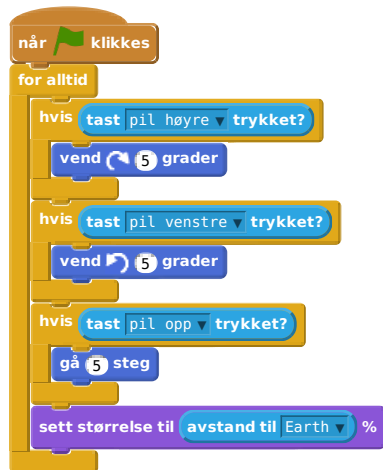 når klikkes
for alltid
hvis tast pil høyre ▼ trykket?
vend 5 grader
hvis tast pil venstre ▼ trykket?
vend 5 grader
hvis tast pil opp ▼ trykket?
gå 5 steg
sett størrelse til avstand til Earth ▼ %